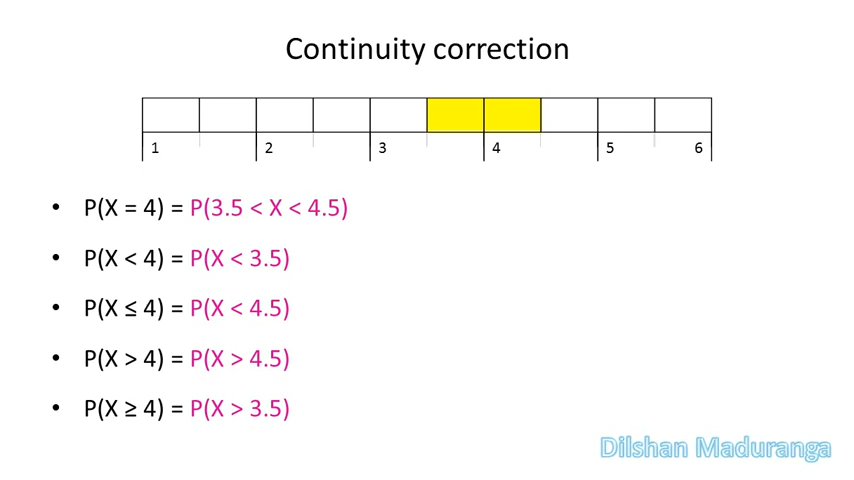 Continuity correction
1 2 3 4 5 6
• P(X = 4) = P(3.5 < X < 4.5)
• P(X < 4) = P(X < 3.5)
• P(X ≤ 4) = P(X < 4.5)
• P(X > 4) = P(X > 4.5)
• P(X ≥ 4) = P(X > 3.5)
Dilshan Maduranga